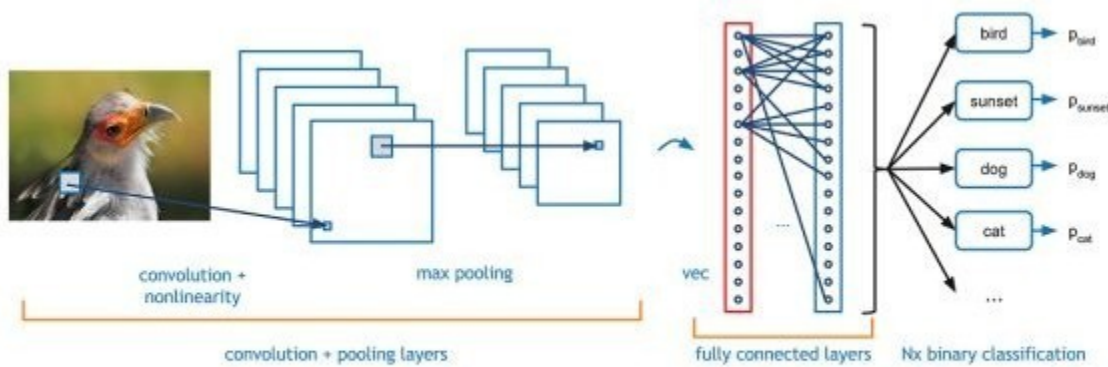 bird
p_bird
sunset
p_sunset
dog
p_dog
cat
p_cat
...
...
convolution +
nonlinearity
max pooling
vec
convolution + pooling layers
fully connected layers
Nx binary classification